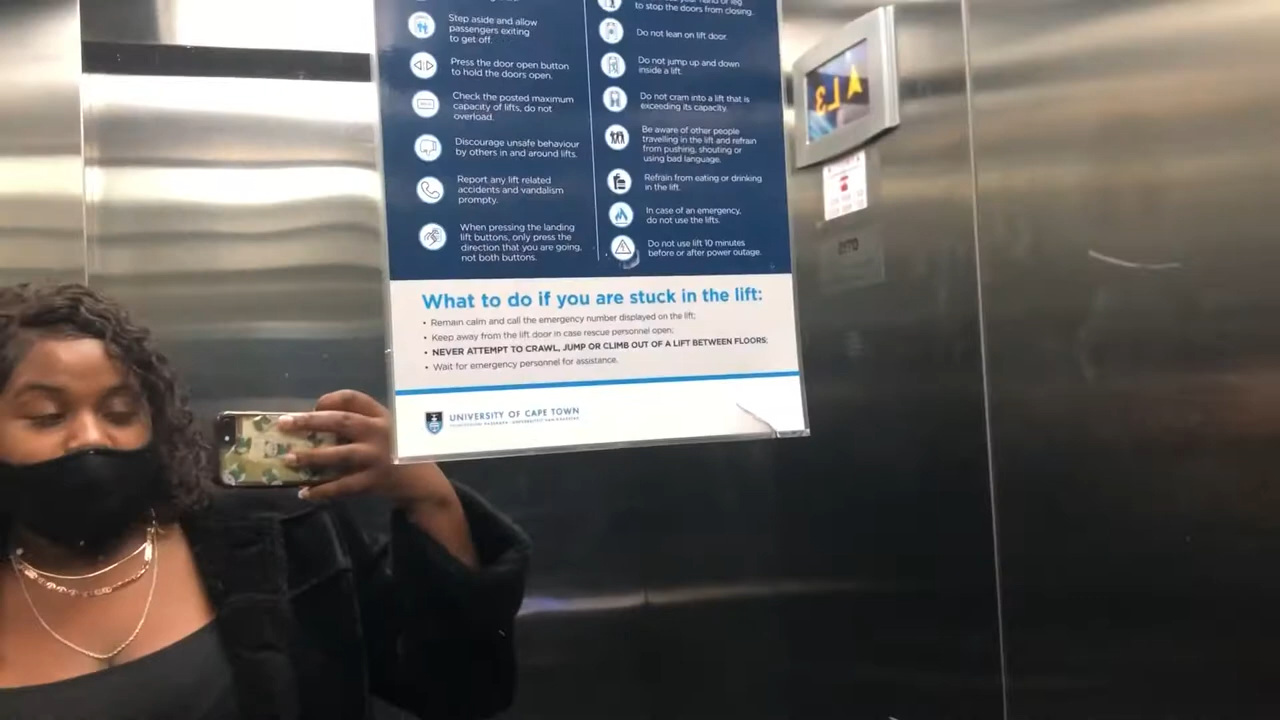 Step aside and allow
passengers exiting
to get off.
Press the door open button
to hold the doors open.
Check the posted maximum
capacity of lifts, do not
overload.
Discourage unsafe behaviour
by others in and around lifts.
Report any lift related
accidents and vandalism
prompty.
When pressing the landing
lift buttons, only press the
direction that you are going,
not both buttons.
to stop the doors from closing.
Do not lean on lift door.
Do not jump up and down
inside a lift.
Do not cram into a lift that is
exceeding its capacity.
Be aware of other people
travelling in the lift and refrain
from pushing, shouting or
using bad language.
Refrain from eating or drinking
in the lift.
In case of an emergency,
do not use the lifts.
Do not use lift 10 minutes
before or after power outage.
What to do if you are stuck in the lift:
• Remain calm and call the emergency number displayed on the lift;
• Keep away from the lift door in case rescue personnel open;
• NEVER ATTEMPT TO CRAWL, JUMP OR CLIMB OUT OF A LIFT BETWEEN FLOORS;
• Wait for emergency personnel for assistance.
UNIVERSITY OF CAPE TOWN
L3